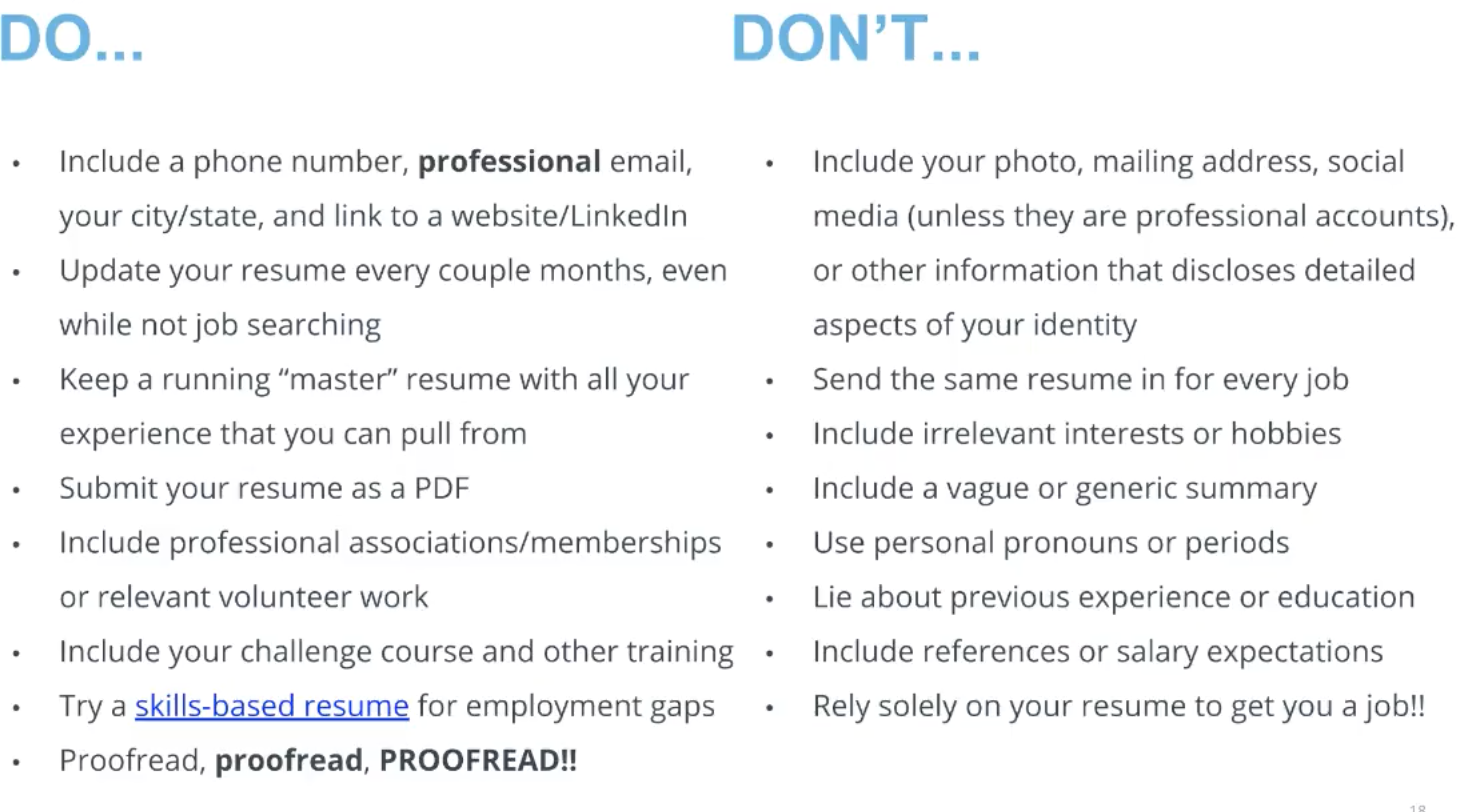 DO...
• Include a phone number, professional email,
your city/state, and link to a website/LinkedIn
• Update your resume every couple months, even
while not job searching
• Keep a running “master” resume with all your
experience that you can pull from
• Submit your resume as a PDF
• Include professional associations/memberships
or relevant volunteer work
• Include your challenge course and other training
• Try a skills-based resume for employment gaps
• Proofread, proofread, PROOFREAD!!
DON’T...
• Include your photo, mailing address, social
media (unless they are professional accounts),
or other information that discloses detailed
aspects of your identity
• Send the same resume in for every job
• Include irrelevant interests or hobbies
• Include a vague or generic summary
• Use personal pronouns or periods
• Lie about previous experience or education
• Include references or salary expectations
• Rely solely on your resume to get you a job!!
18